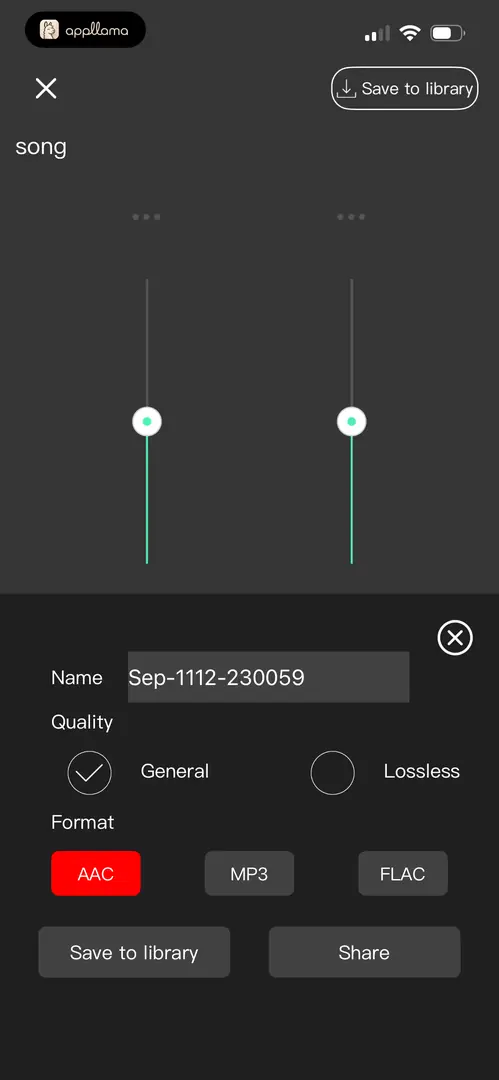 appllama
Save to library
song
Name Sep-1112-230059
Quality
General Lossless
Format
AAC MP3 FLAC
Save to library Share